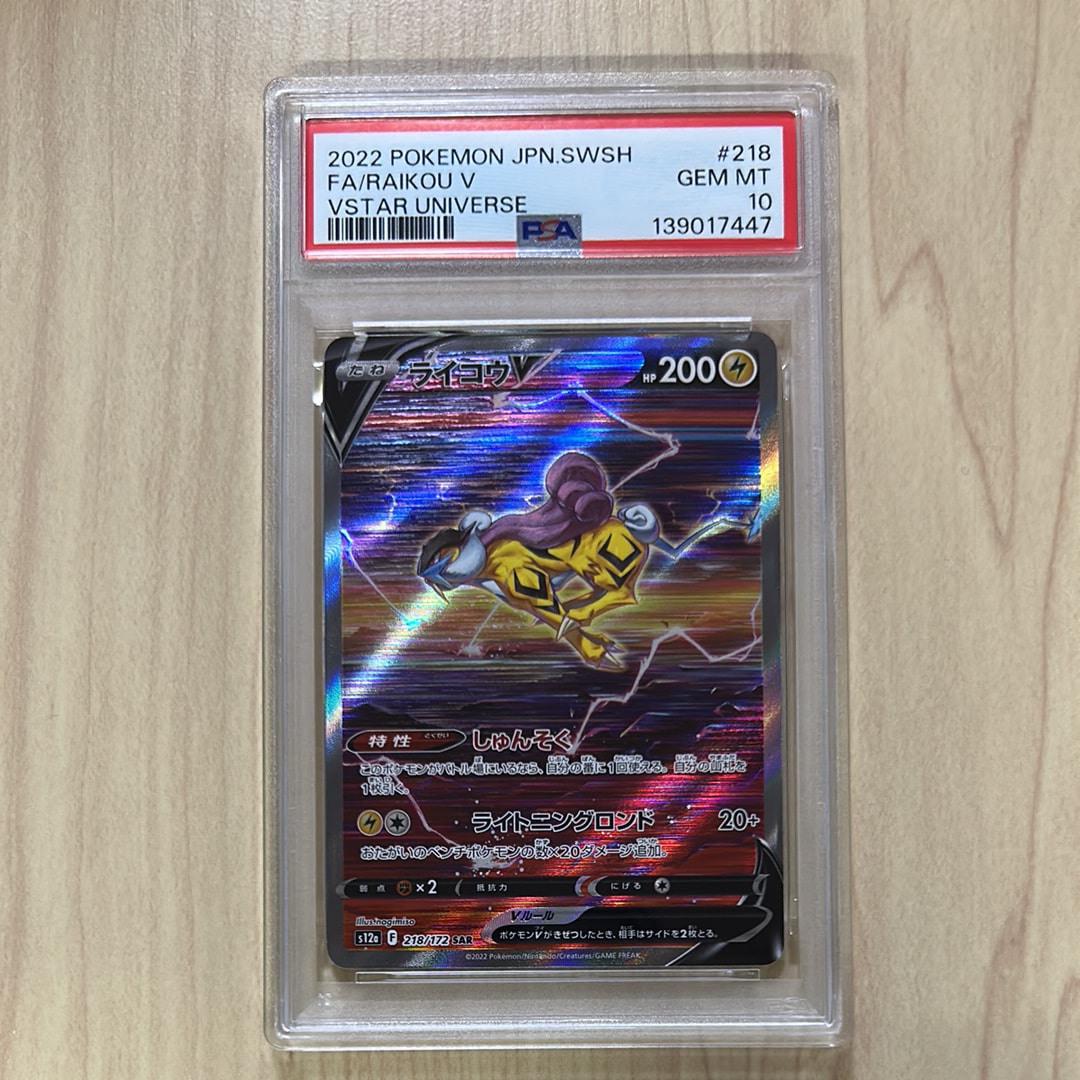 2022 POKEMON JPN.SWSH #218
FA/RAIKOU V GEM MT
VSTAR UNIVERSE 10
PSA 139017447
たね ライコウV HP 200
特性 とくせい しゅんそく
このポケモンがバトル場にいるなら、自分の番に1回使える。自分の山札を
1枚引く。
ライトニングロンド 20+
おたがいのベンチポケモンの数×20ダメージ追加。
弱点 ×2 抵抗力 にげる
Illus. nagimiso
Vルール
s12a F 218/172 SAR ポケモンVがきぜつしたとき、相手はサイドを2枚とる。
©2022 Pokémon/Nintendo/Creatures/GAME FREAK.